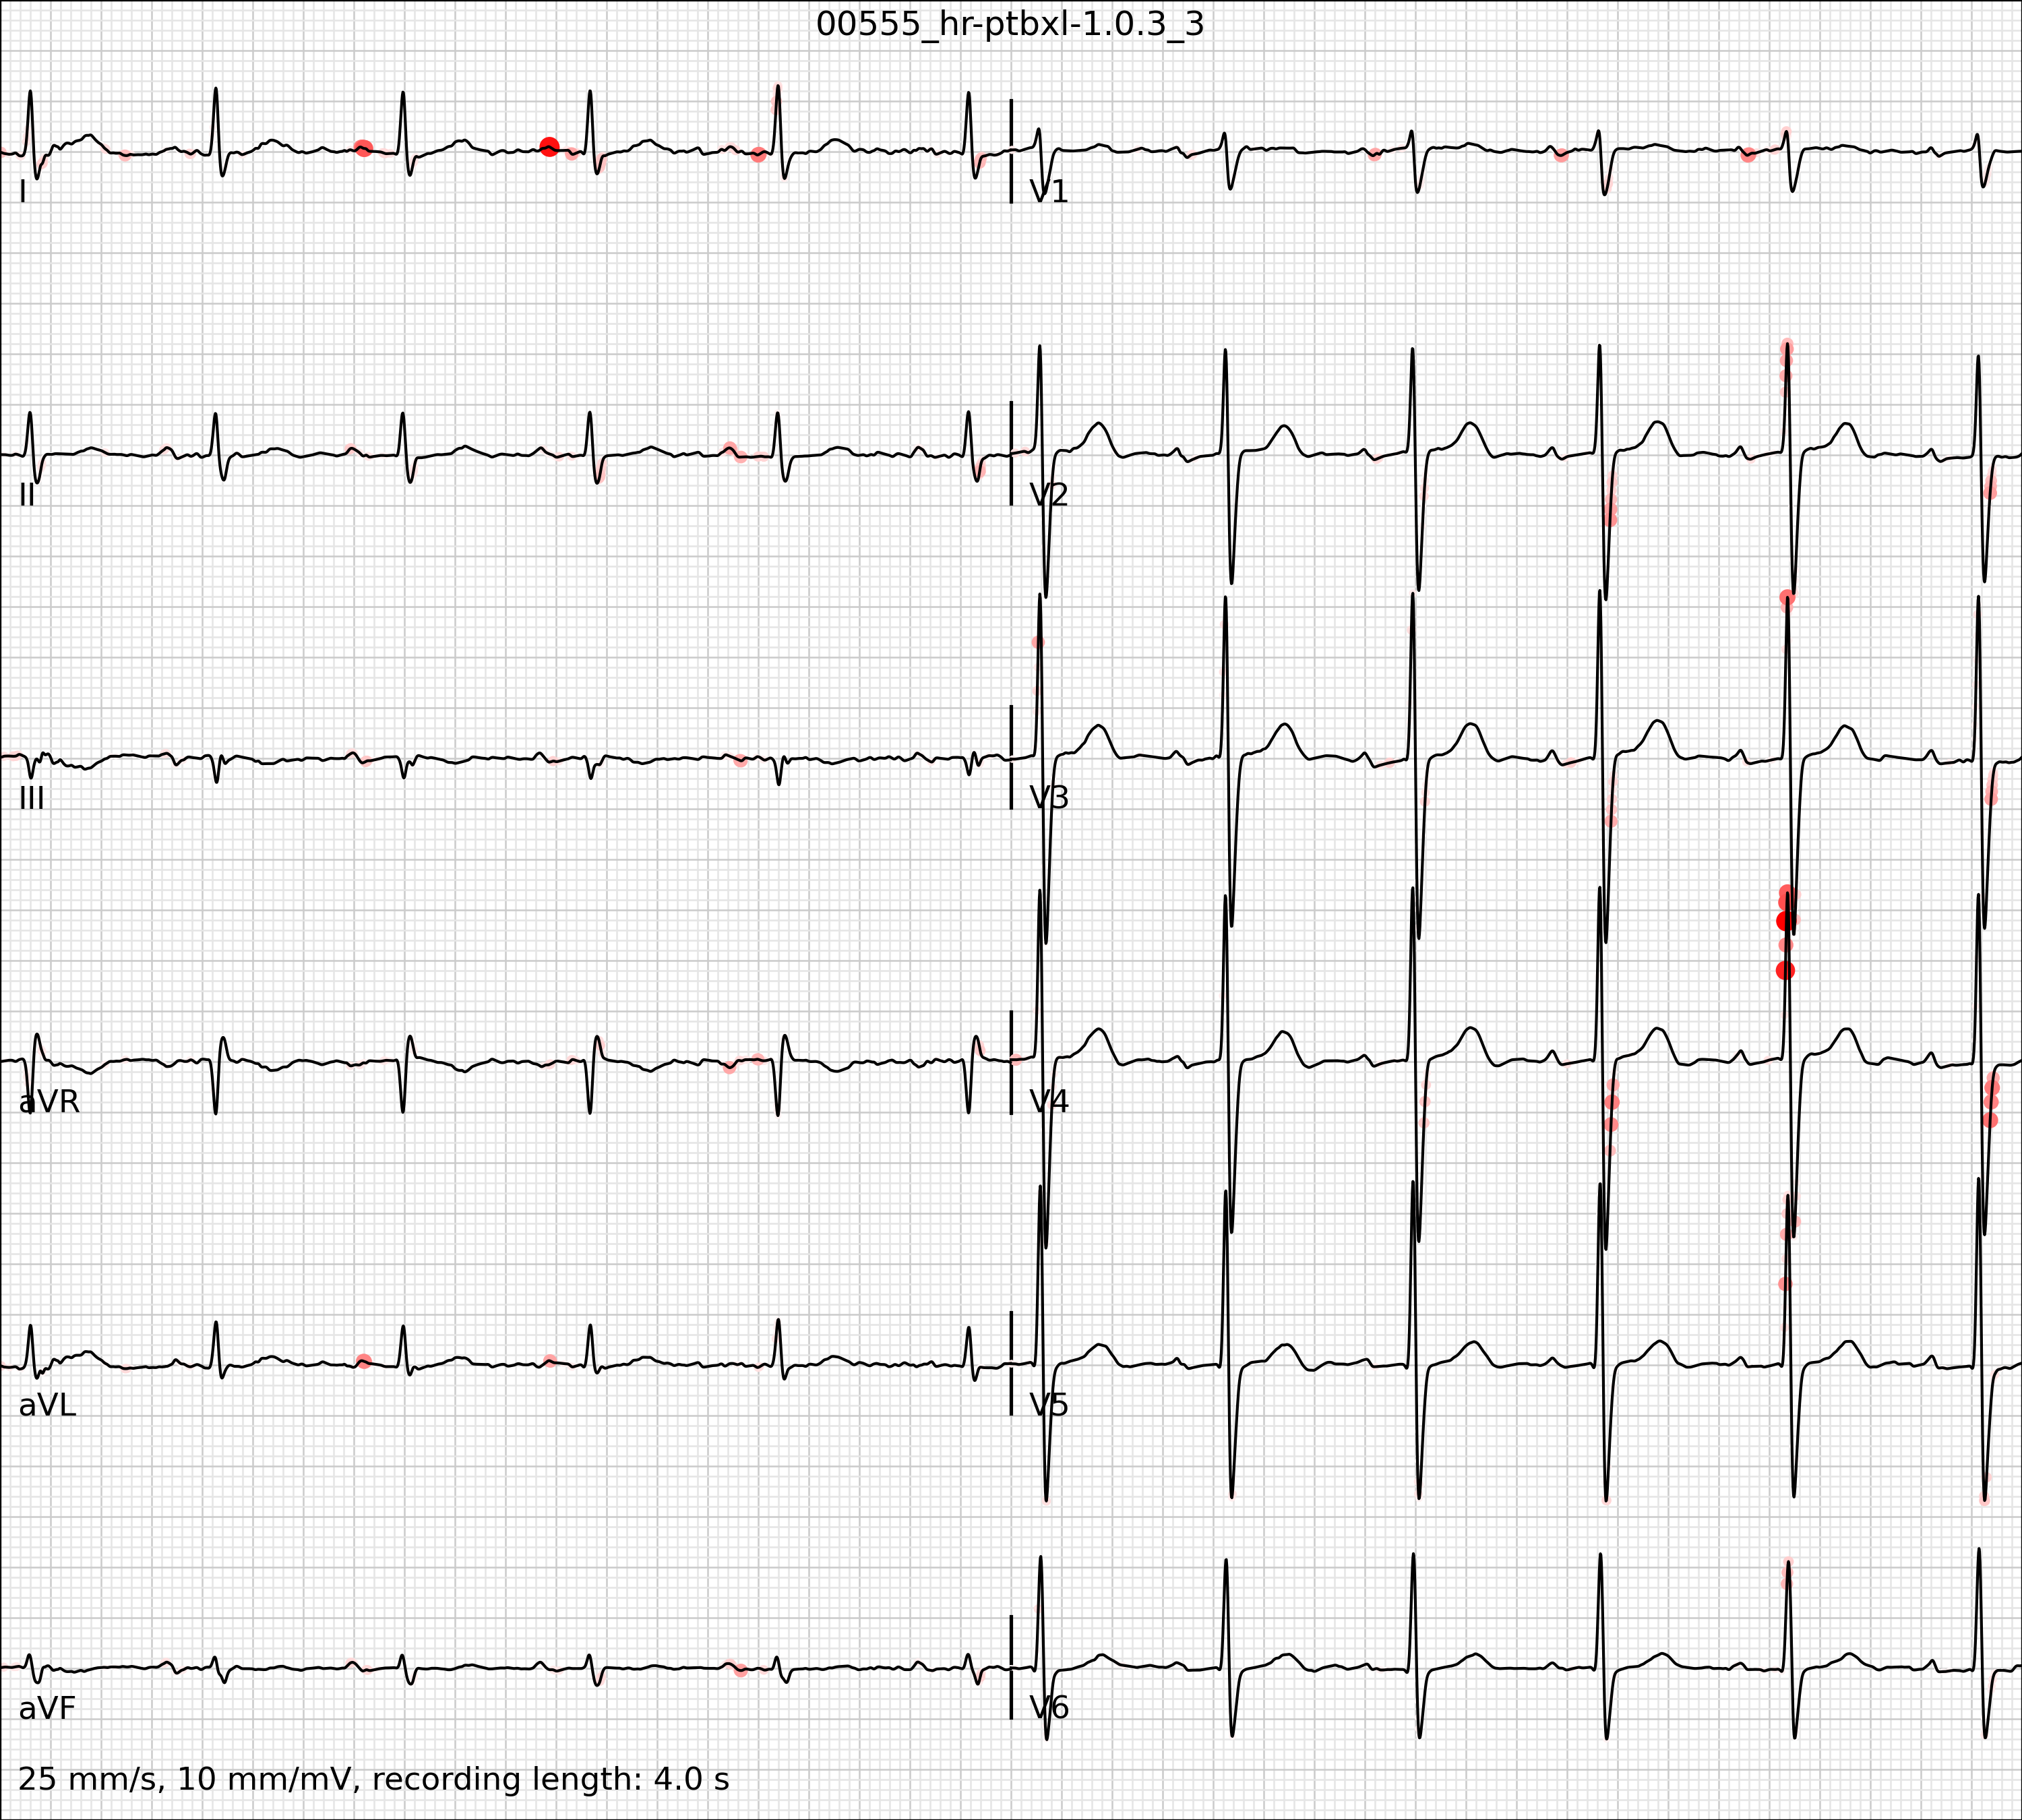 00555_hr-ptbxl-1.0.3_3
I
V1
II
V2
III
V3
aVR
V4
aVL
V5
aVF
V6
25 mm/s, 10 mm/mV, recording length: 4.0 s